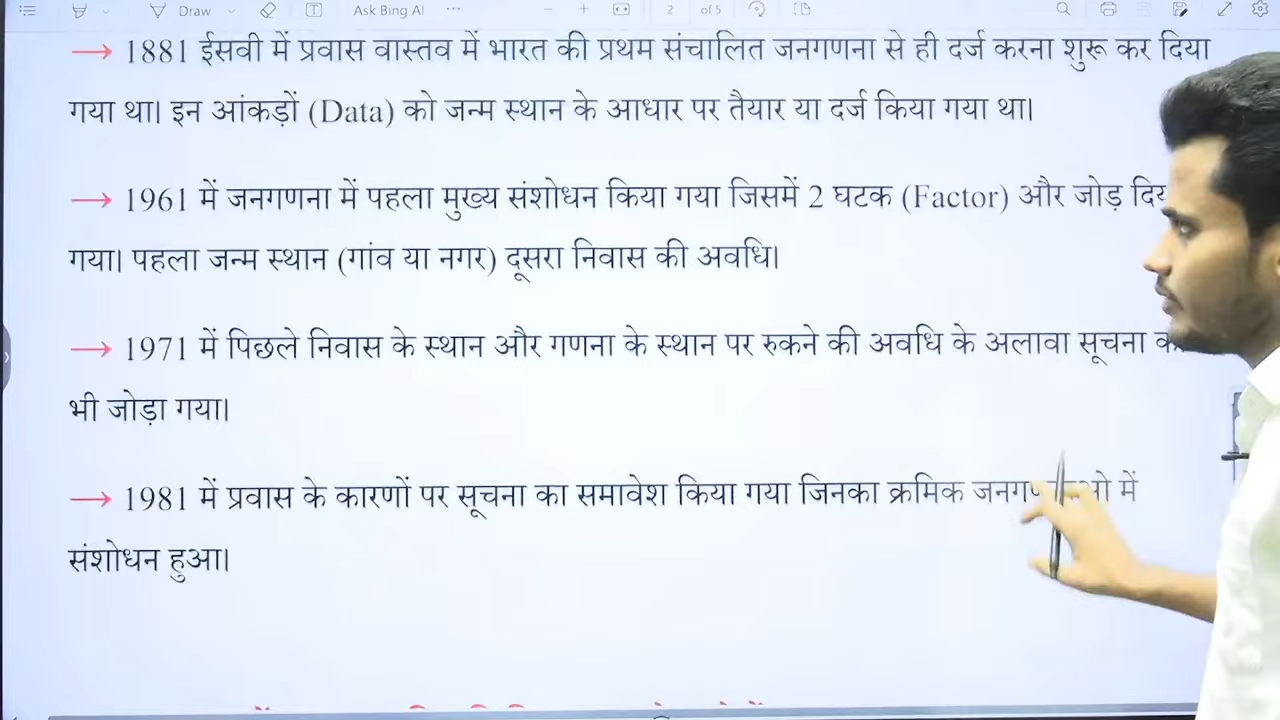 Draw Ask Bing AI 2 of 5
→ 1881 ईसवी में प्रवास वास्तव में भारत की प्रथम संचालित जनगणना से ही दर्ज करना शुरू कर दिया
गया था। इन आंकड़ों (Data) को जन्म स्थान के आधार पर तैयार या दर्ज किया गया था।
→ 1961 में जनगणना में पहला मुख्य संशोधन किया गया जिसमें 2 घटक (Factor) और जोड़
गया। पहला जन्म स्थान (गांव या नगर) दूसरा निवास की अवधि।
→ 1971 में पिछले निवास के स्थान और गणना के स्थान पर रुकने की अवधि के अलावा सूचना
भी जोड़ा गया।
→ 1981 में प्रवास के कारणों पर सूचना का समावेश किया गया जिनका क्रमिक में
संशोधन हुआ।